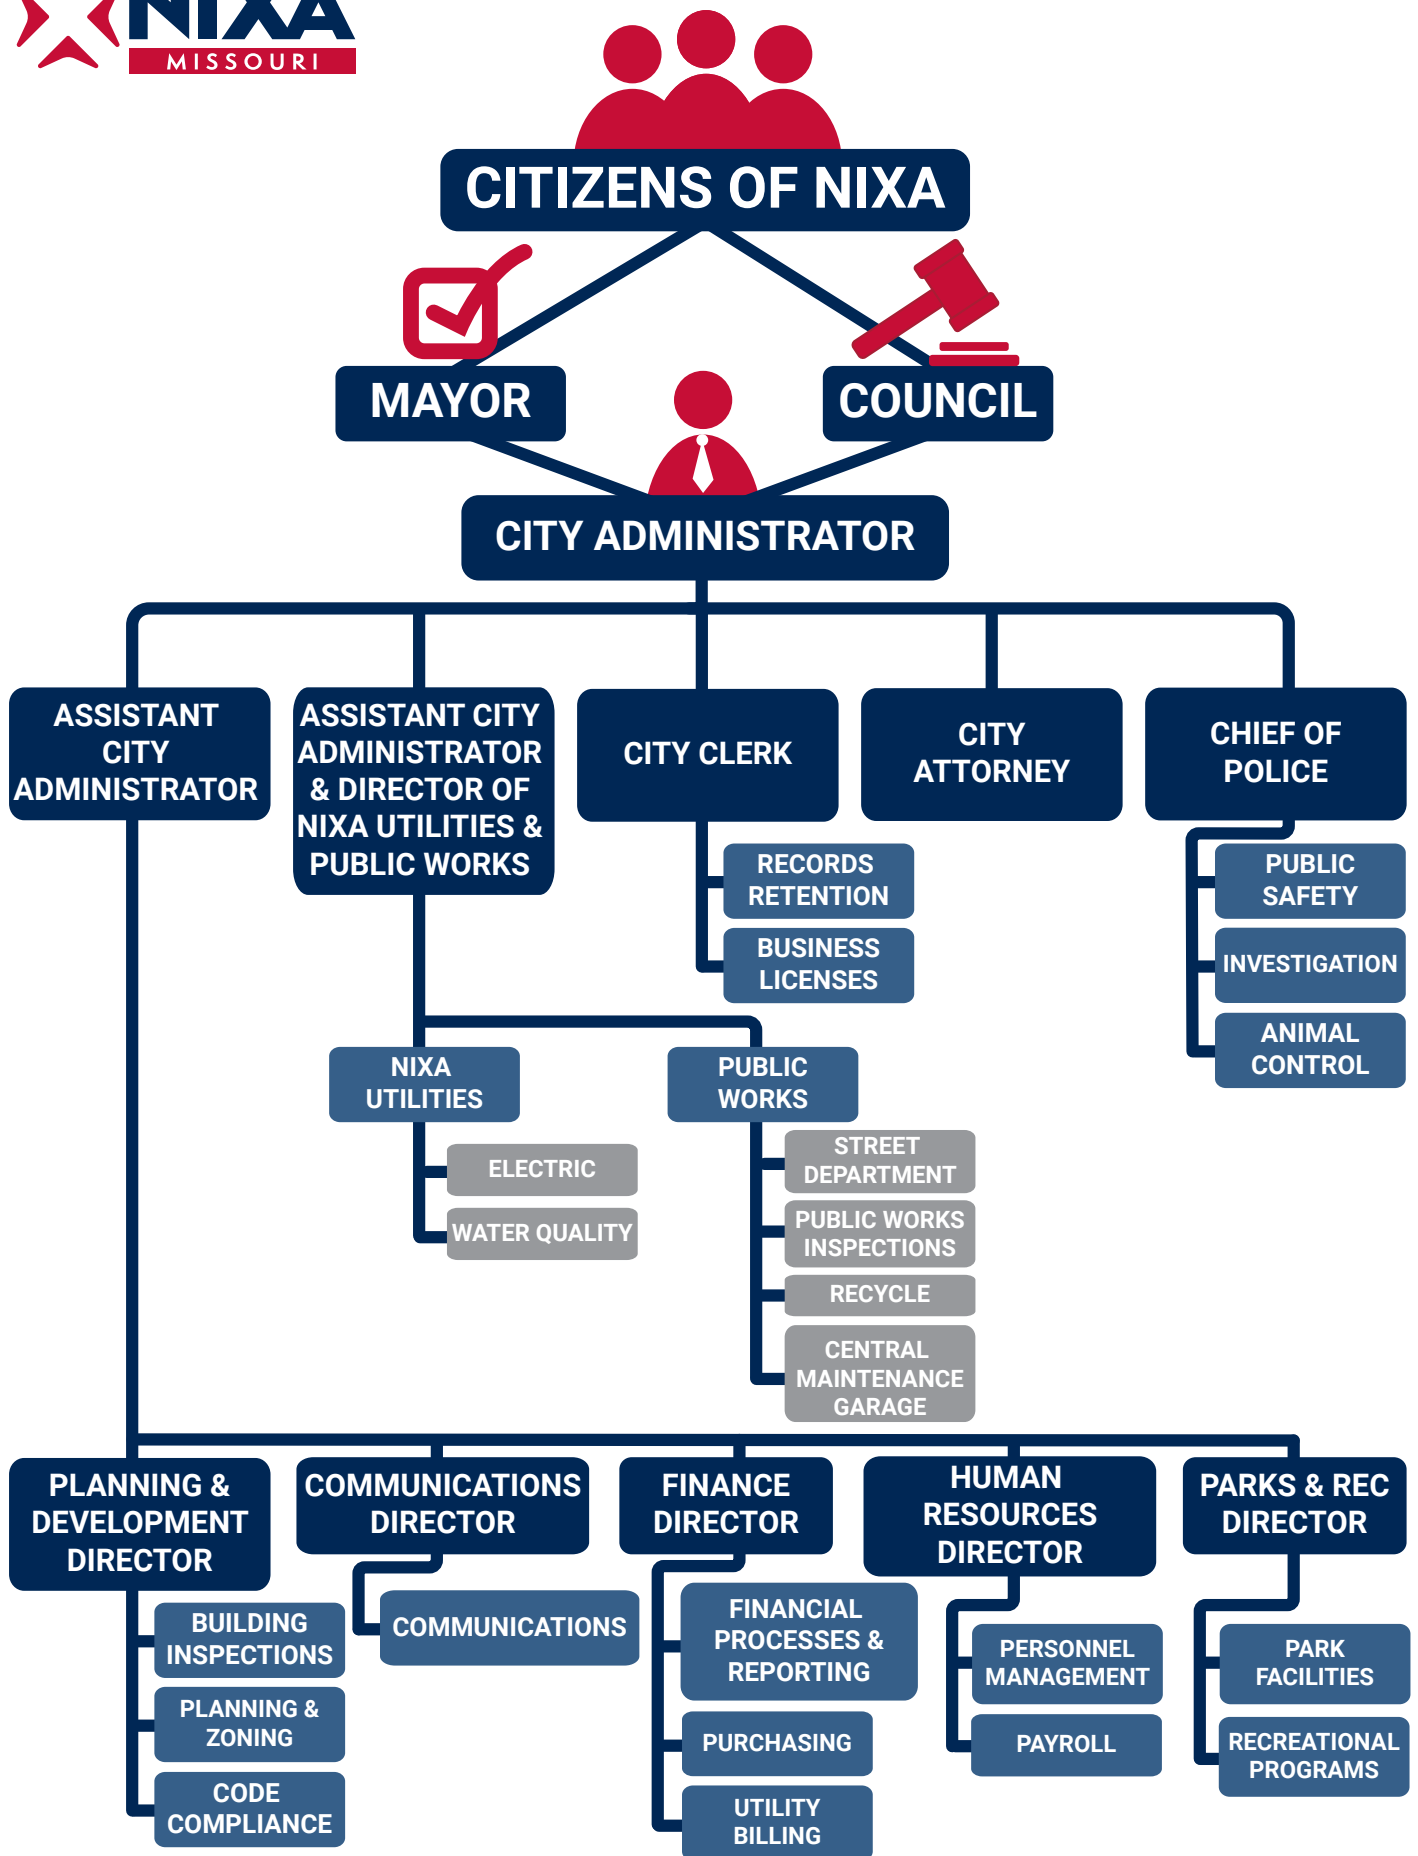 NIXA
MISSOURI
CITIZENS OF NIXA
MAYOR
COUNCIL
CITY ADMINISTRATOR
ASSISTANT
CITY
ADMINISTRATOR
ASSISTANT CITY
ADMINISTRATOR
& DIRECTOR OF
NIXA UTILITIES &
PUBLIC WORKS
CITY CLERK
CITY
ATTORNEY
CHIEF OF
POLICE
RECORDS
RETENTION
BUSINESS
LICENSES
PUBLIC
SAFETY
INVESTIGATION
ANIMAL
CONTROL
NIXA
UTILITIES
ELECTRIC
WATER QUALITY
PUBLIC
WORKS
STREET
DEPARTMENT
PUBLIC WORKS
INSPECTIONS
RECYCLE
CENTRAL
MAINTENANCE
GARAGE
PLANNING &
DEVELOPMENT
DIRECTOR
COMMUNICATIONS
DIRECTOR
FINANCE
DIRECTOR
HUMAN
RESOURCES
DIRECTOR
PARKS & REC
DIRECTOR
BUILDING
INSPECTIONS
PLANNING &
ZONING
CODE
COMPLIANCE
COMMUNICATIONS
FINANCIAL
PROCESSES &
REPORTING
PURCHASING
UTILITY
BILLING
PERSONNEL
MANAGEMENT
PAYROLL
PARK
FACILITIES
RECREATIONAL
PROGRAMS